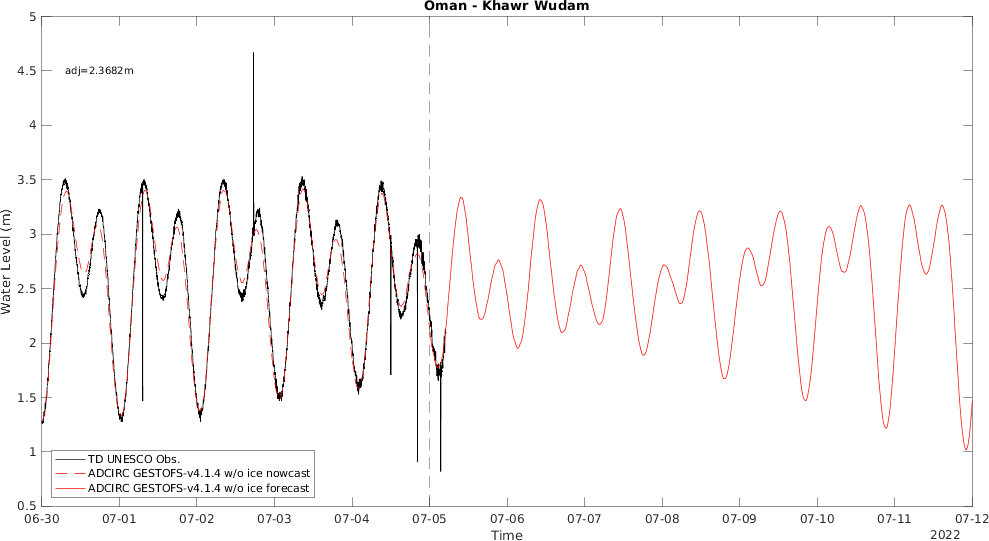 Oman - Khawr Wudam
5
4.5
4
3.5
3
2.5
2
1.5
1
0.5
Water Level (m)
adj=2.3682m
TD UNESCO Obs.
ADCIRC GESTOFS-v4.1.4 w/o ice nowcast
ADCIRC GESTOFS-v4.1.4 w/o ice forecast
06-30 07-01 07-02 07-03 07-04 07-05 07-06 07-07 07-08 07-09 07-10 07-11 07-12
Time
2022